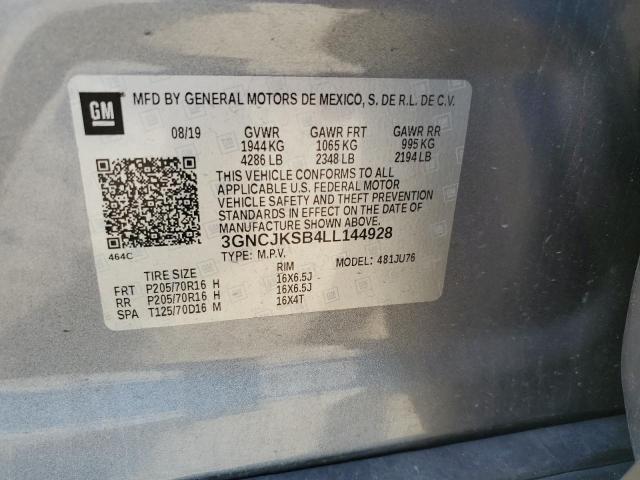 GM
MFD BY GENERAL MOTORS DE MEXICO, S. DE R.L. DE C.V.
08/19 GVWR GAWR FRT GAWR RR
1944 KG 1065 KG 995 KG
4286 LB 2348 LB 2194 LB
THIS VEHICLE CONFORMS TO ALL
APPLICABLE U.S. FEDERAL MOTOR
VEHICLE SAFETY AND THEFT PREVENTION
STANDARDS IN EFFECT ON THE DATE OF
MANUFACTURE SHOWN ABOVE.
3GNCJKSB4LL144928
464C TYPE: M.P.V. MODEL: 481JU76
TIRE SIZE RIM
FRT P205/70R16 H 16X6.5J
RR P205/70R16 H 16X6.5J
SPA T125/70D16 M 16X4T